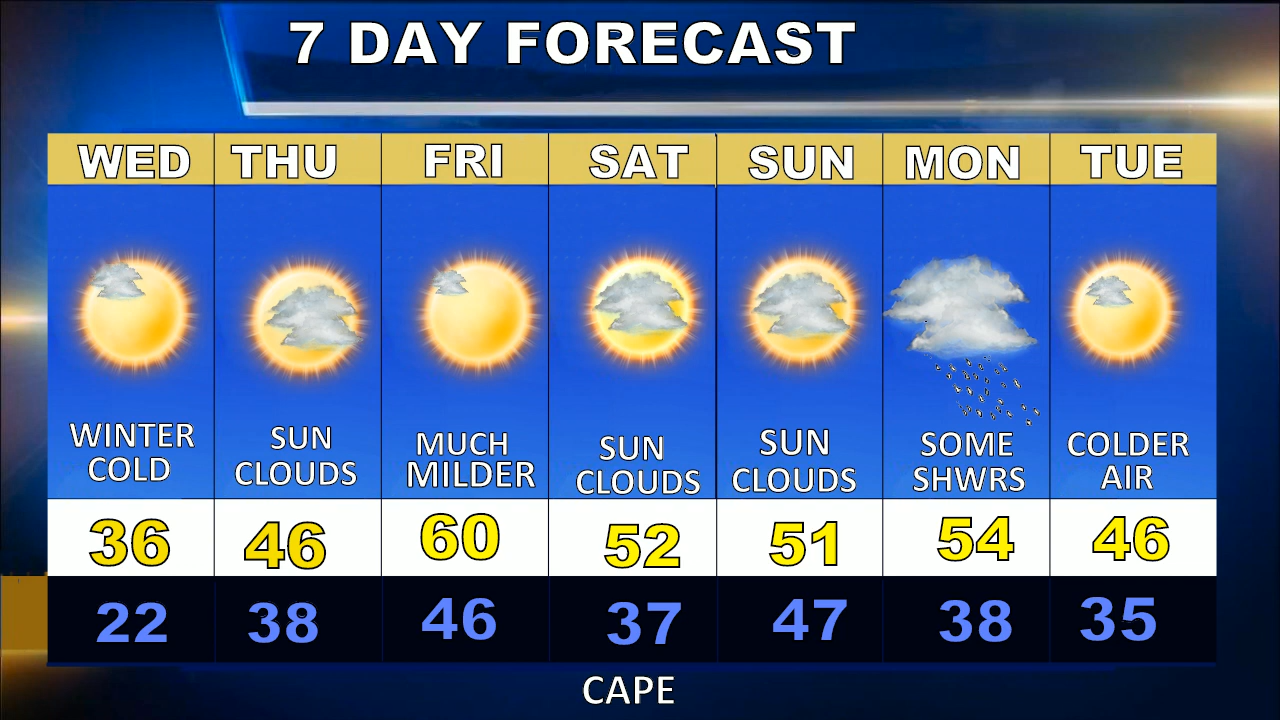 7 DAY FORECAST
WED THU FRI SAT SUN MON TUE
WINTER COLD
SUN CLOUDS
MUCH MILDER
SUN CLOUDS
SUN CLOUDS
SOME SHWRS
COLDER AIR
36 46 60 52 51 54 46
22 38 46 37 47 38 35
CAPE